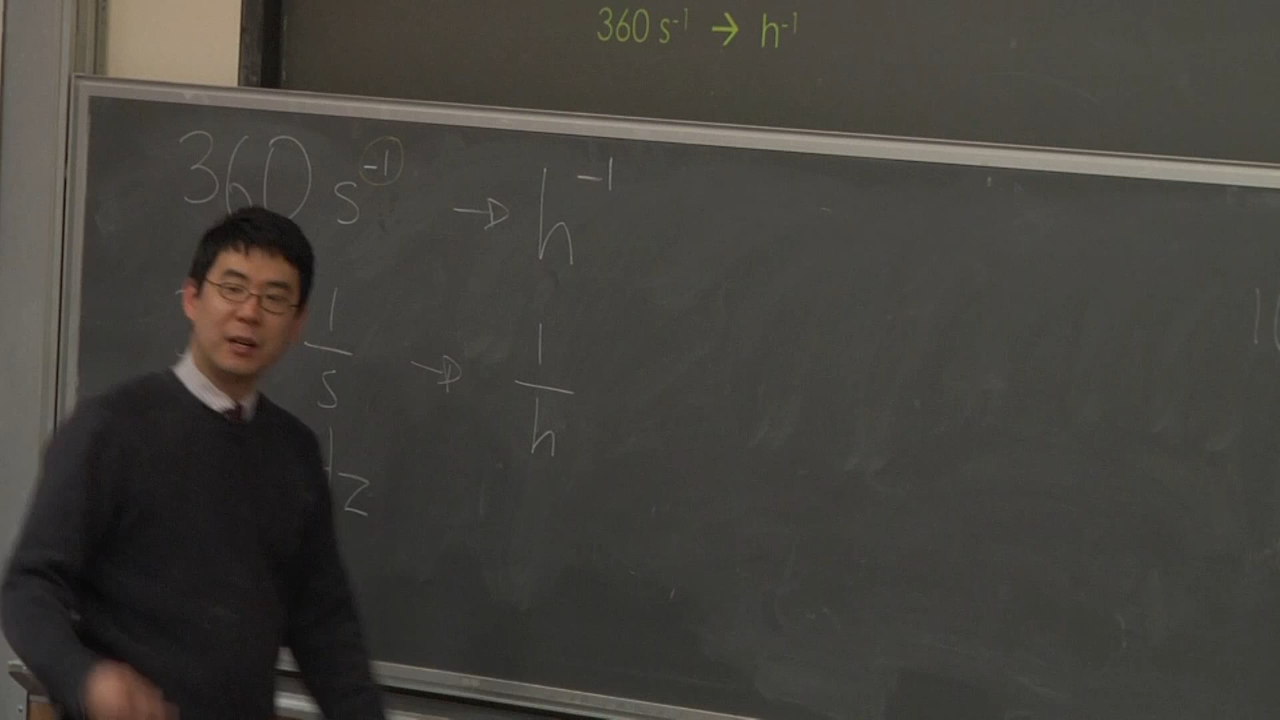 360 s⁻¹ → h⁻¹
360 s⁻¹ → h⁻¹
1/s → 1/h
z